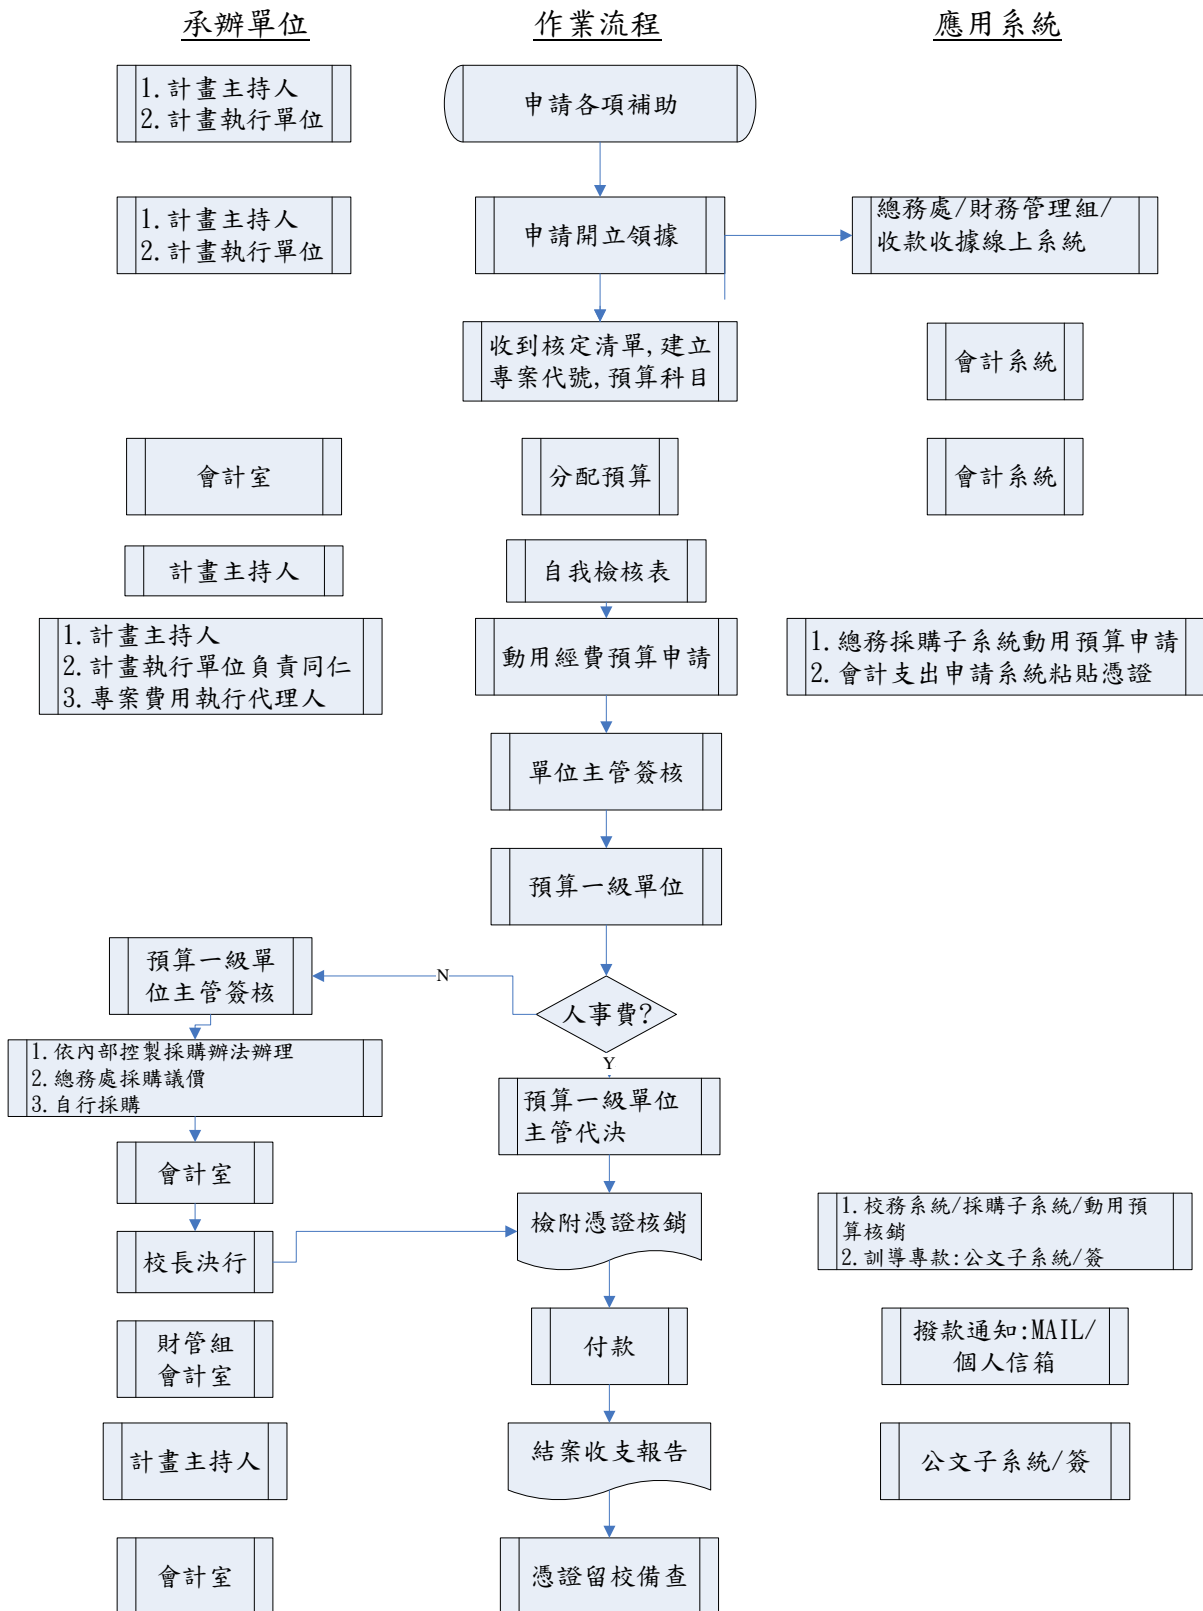 承辦單位
作業流程
應用系統
1.計畫主持人
2.計畫執行單位
申請各項補助
1.計畫主持人
2.計畫執行單位
申請開立領據
總務處/財務管理組/
收款收據線上系統
收到核定清單,建立
專案代號,預算科目
會計系統
會計室
分配預算
會計系統
計畫主持人
自我檢核表
1.計畫主持人
2.計畫執行單位負責同仁
3.專案費用執行代理人
動用經費預算申請
1.總務採購子系統動用預算申請
2.會計支出申請系統粘貼憑證
單位主管簽核
預算一級單位
預算一級單
位主管簽核
N
人事費?
Y
1.依內部控製採購辦法辦理
2.總務處採購議價
3.自行採購
預算一級單位
主管代決
會計室
校長決行
檢附憑證核銷
1.校務系統/採購子系統/動用預
算核銷
2.訓導專款:公文子系統/簽
財管組
會計室
付款
撥款通知:MAIL/
個人信箱
計畫主持人
結案收支報告
公文子系統/簽
會計室
憑證留校備查